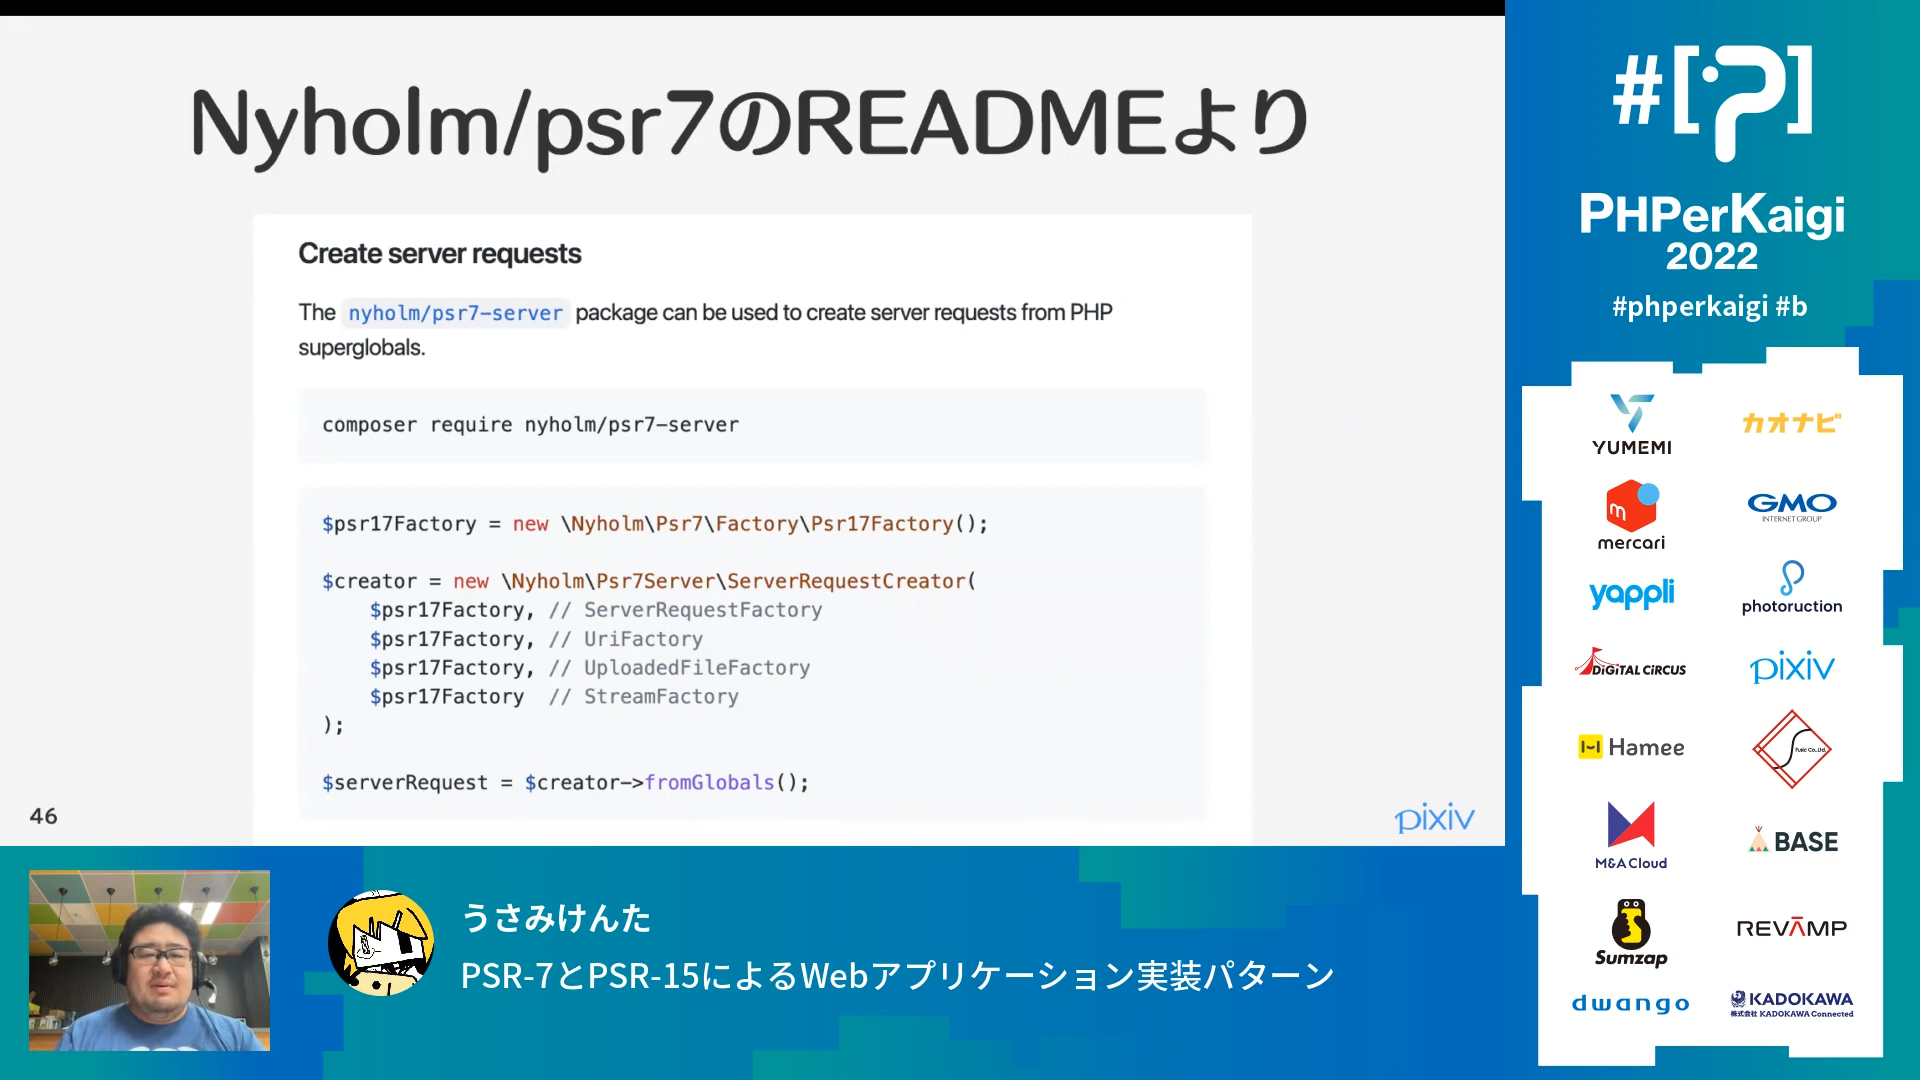 Nyholm/psr7のREADMEより
Create server requests
The nyholm/psr7-server package can be used to create server requests from PHP
superglobals.
composer require nyholm/psr7-server
$psr17Factory = new \Nyholm\Psr7\Factory\Psr17Factory();
$creator = new \Nyholm\Psr7Server\ServerRequestCreator(
    $psr17Factory, // ServerRequestFactory
    $psr17Factory, // UriFactory
    $psr17Factory, // UploadedFileFactory
    $psr17Factory  // StreamFactory
);
$serverRequest = $creator->fromGlobals();
46
pixiv
うさみけんた
PSR-7とPSR-15によるWebアプリケーション実装パターン
#[P]
PHPerKaigi
2022
#phperkaigi #b
YUMEMI
カオナビ
mercari
GMO
INTERNET GROUP
yappli
photoruction
DiGiTAL CiRCUS
pixiv
Hamee
Fusic Co.,Ltd.
M&A Cloud
BASE
Sumzap
REVAMP
dwango
KADOKAWA
株式会社 KADOKAWA Connected